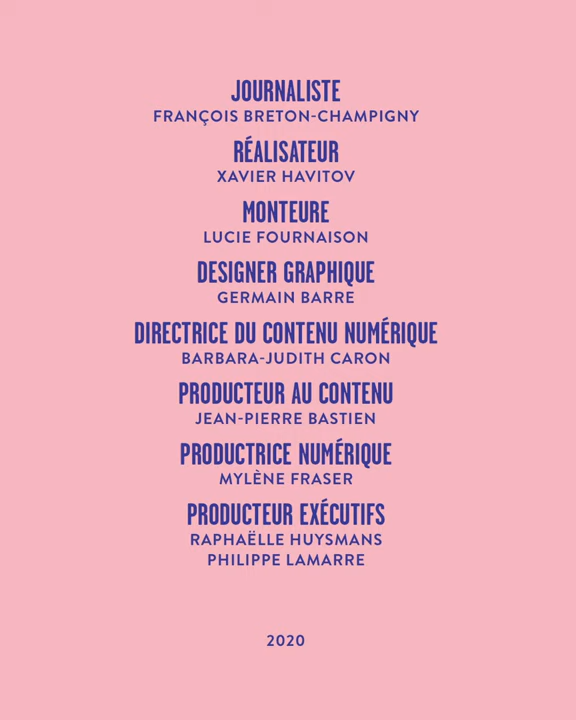 JOURNALISTE
FRANÇOIS BRETON-CHAMPIGNY
RÉALISATEUR
XAVIER HAVITOV
MONTEURE
LUCIE FOURNAISON
DESIGNER GRAPHIQUE
GERMAIN BARRE
DIRECTRICE DU CONTENU NUMÉRIQUE
BARBARA-JUDITH CARON
PRODUCTEUR AU CONTENU
JEAN-PIERRE BASTIEN
PRODUCTRICE NUMÉRIQUE
MYLÈNE FRASER
PRODUCTEUR EXÉCUTIFS
RAPHAËLLE HUYSMANS
PHILIPPE LAMARRE
2020